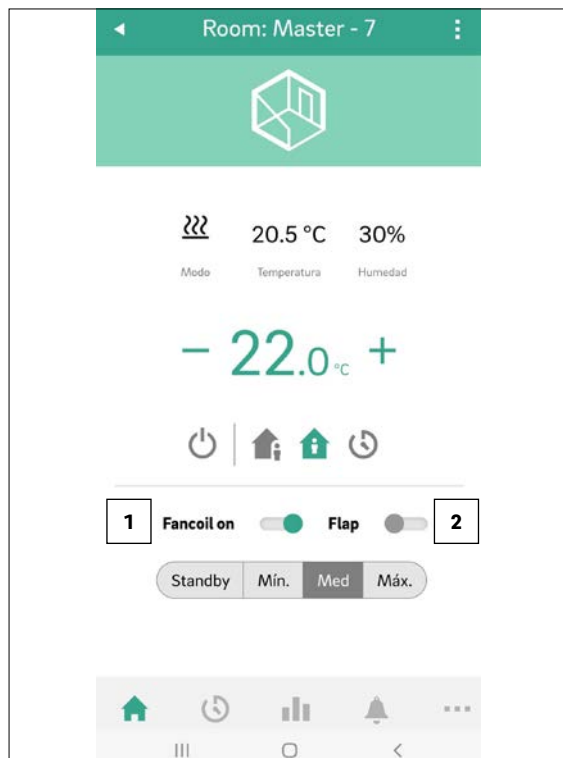 Room: Master - 7
20.5 °C 30%
Modo Temperatura Humedad
− 22.0 °C +
1 Fancoil on Flap 2
Standby Mín. Med Máx.